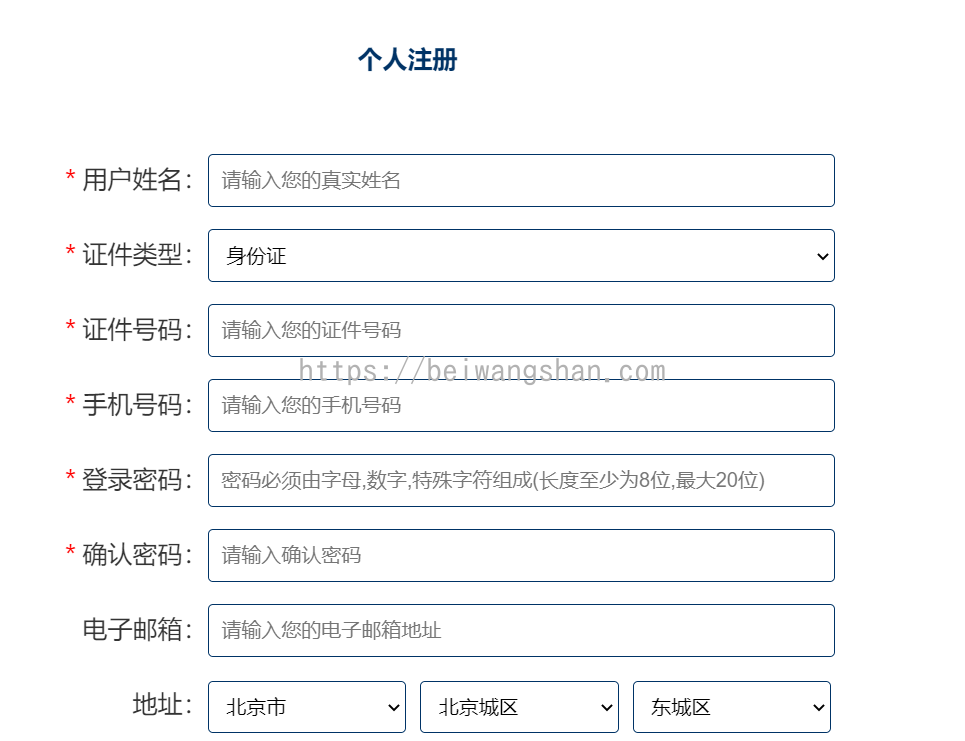 个人注册
* 用户姓名： 请输入您的真实姓名
* 证件类型： 身份证
* 证件号码： 请输入您的证件号码
https://beiwangshan.com
* 手机号码： 请输入您的手机号码
* 登录密码： 密码必须由字母,数字,特殊字符组成(长度至少为8位,最大20位)
* 确认密码： 请输入确认密码
电子邮箱： 请输入您的电子邮箱地址
地址： 北京市 北京城区 东城区